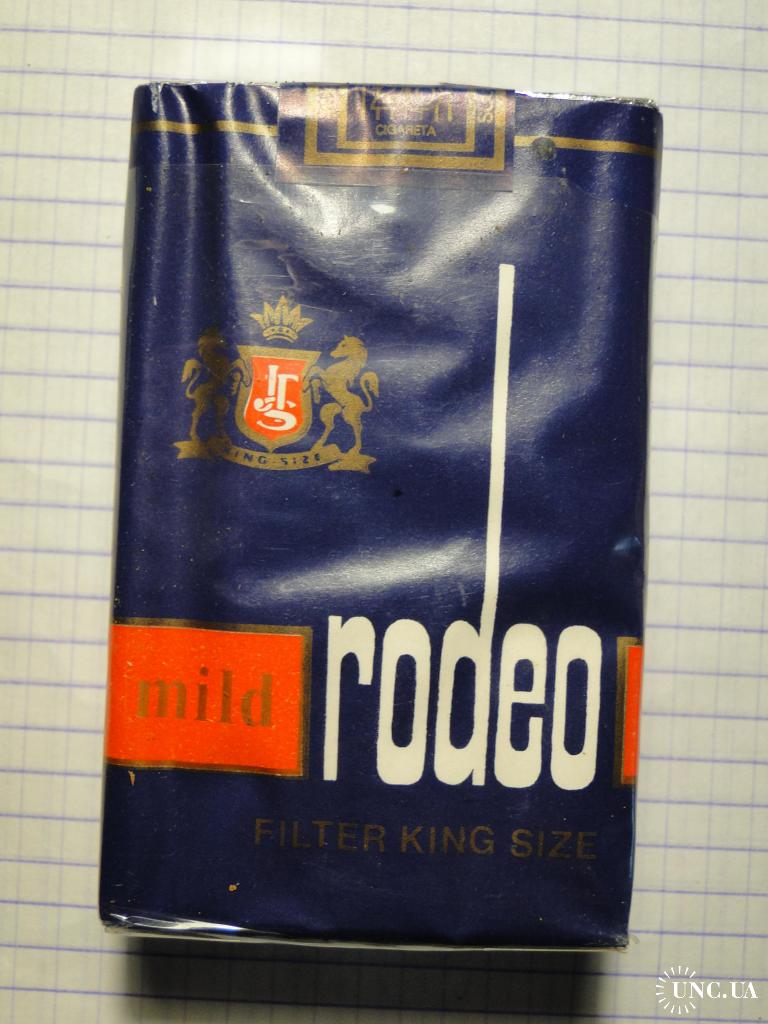 CIGARETA
KING-SIZE
mild
rodeo
FILTER KING SIZE
UNC.UA